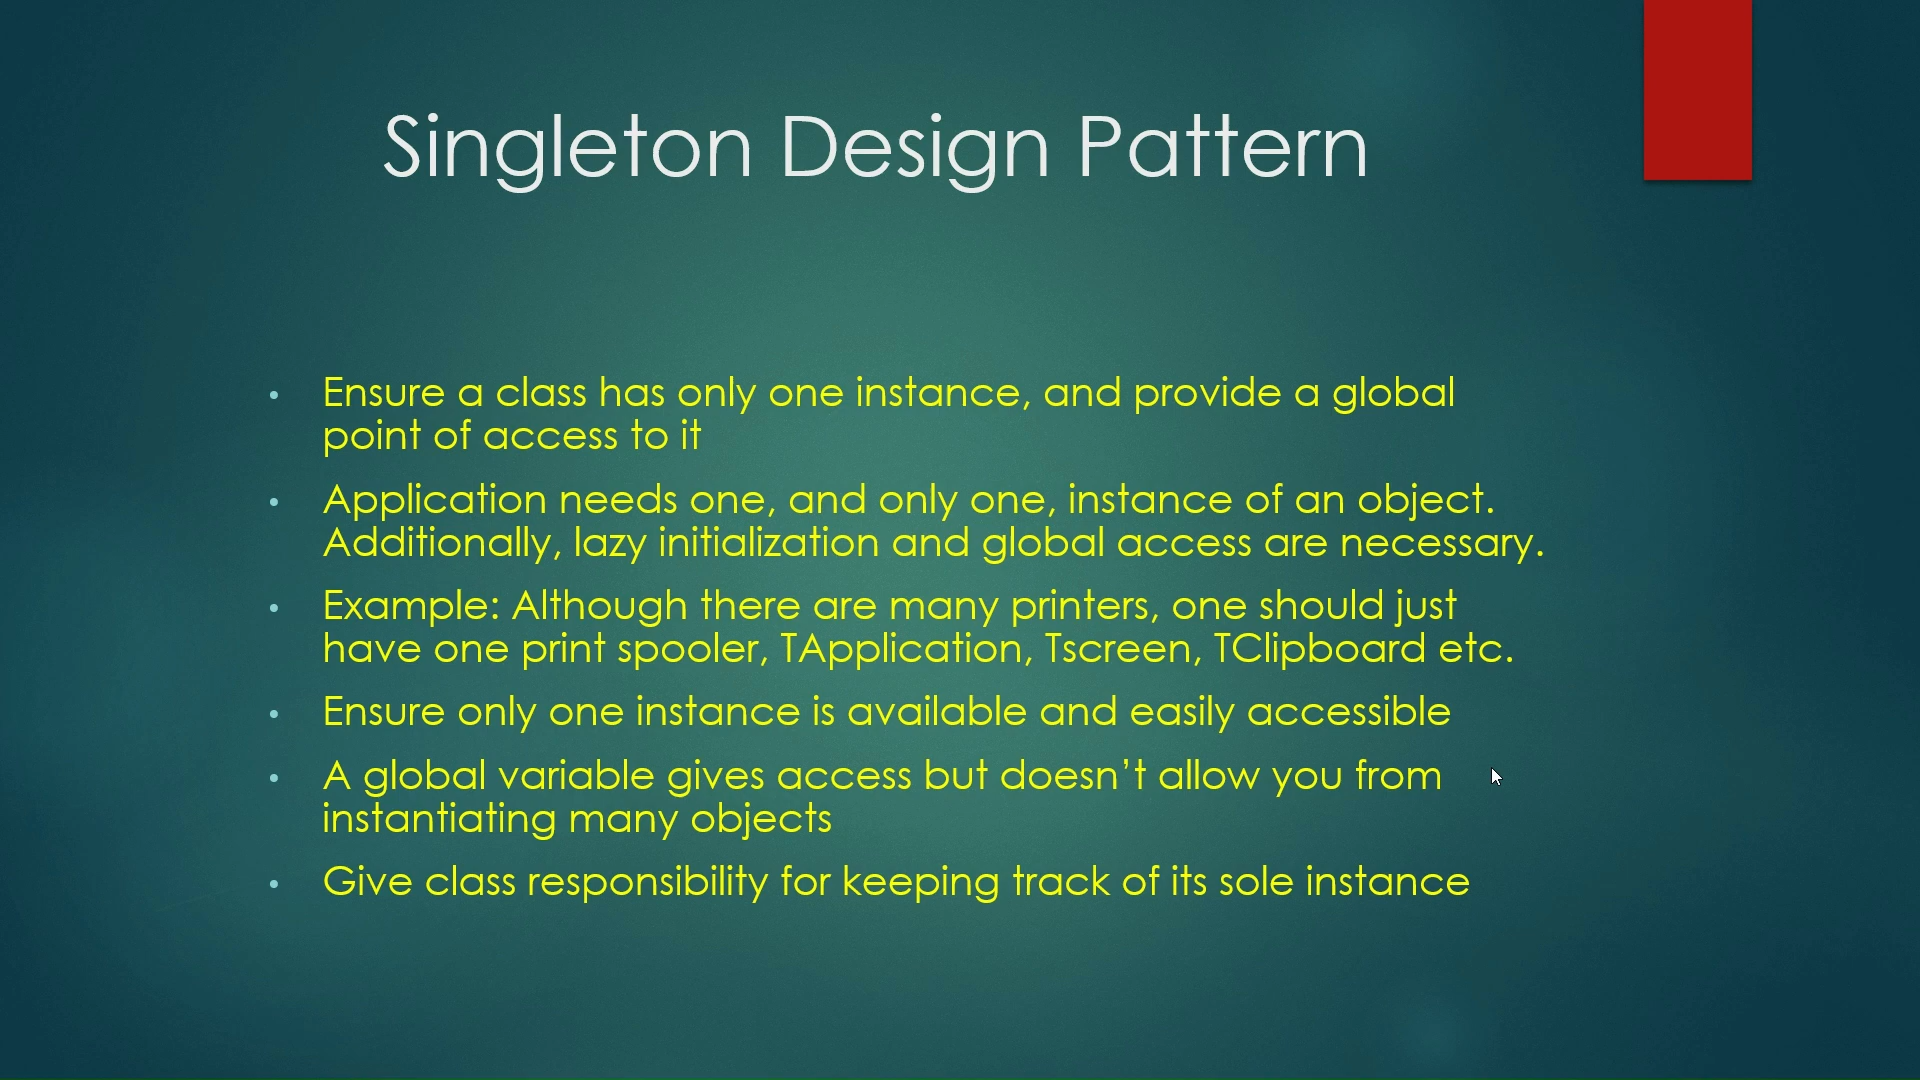 Singleton Design Pattern
• Ensure a class has only one instance, and provide a global
point of access to it
• Application needs one, and only one, instance of an object.
Additionally, lazy initialization and global access are necessary.
• Example: Although there are many printers, one should just
have one print spooler, TApplication, Tscreen, TClipboard etc.
• Ensure only one instance is available and easily accessible
• A global variable gives access but doesn’t allow you from
instantiating many objects
• Give class responsibility for keeping track of its sole instance